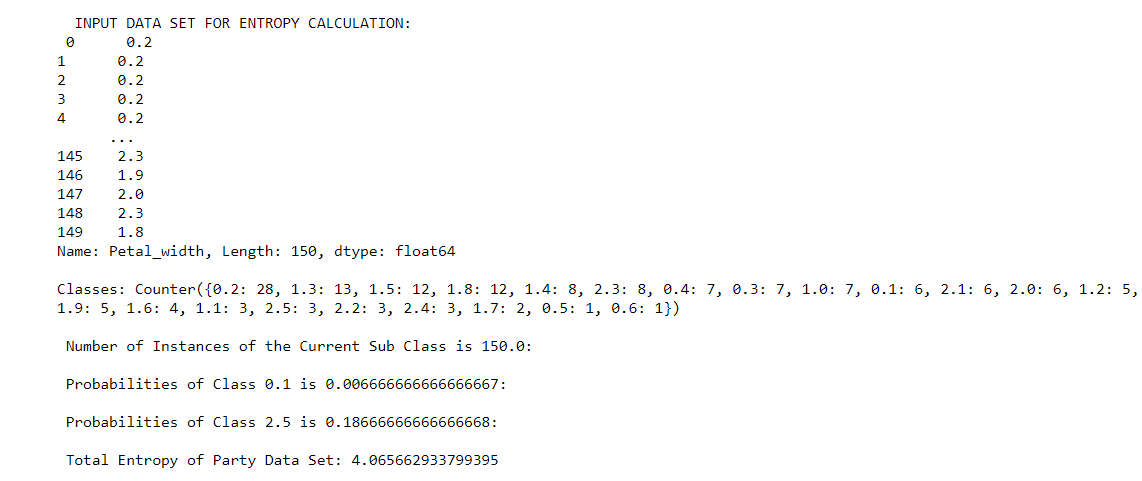 INPUT DATA SET FOR ENTROPY CALCULATION:
0 0.2
1 0.2
2 0.2
3 0.2
4 0.2
...
145 2.3
146 1.9
147 2.0
148 2.3
149 1.8
Name: Petal_width, Length: 150, dtype: float64
Classes: Counter({0.2: 28, 1.3: 13, 1.5: 12, 1.8: 12, 1.4: 8, 2.3: 8, 0.4: 7, 0.3: 7, 1.0: 7, 0.1: 6, 2.1: 6, 2.0: 6, 1.2: 5,
1.9: 5, 1.6: 4, 1.1: 3, 2.5: 3, 2.2: 3, 2.4: 3, 1.7: 2, 0.5: 1, 0.6: 1})
Number of Instances of the Current Sub Class is 150.0:
Probabilities of Class 0.1 is 0.006666666666666667:
Probabilities of Class 2.5 is 0.18666666666666668:
Total Entropy of Party Data Set: 4.065662933799395